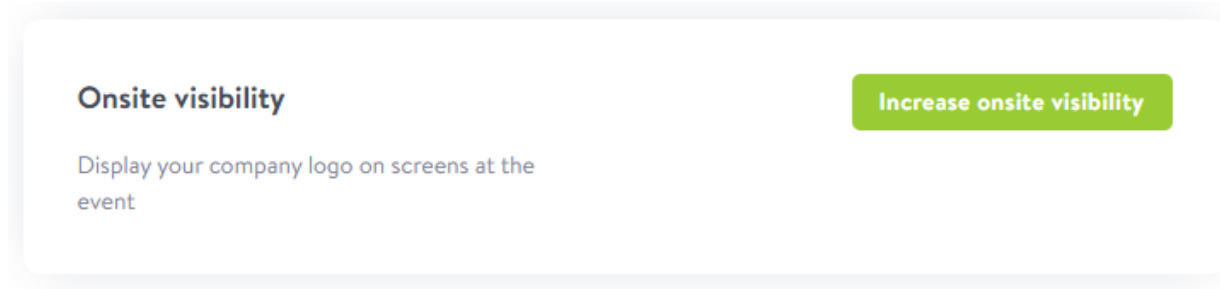 Onsite visibility
Increase onsite visibility
Display your company logo on screens at the
event